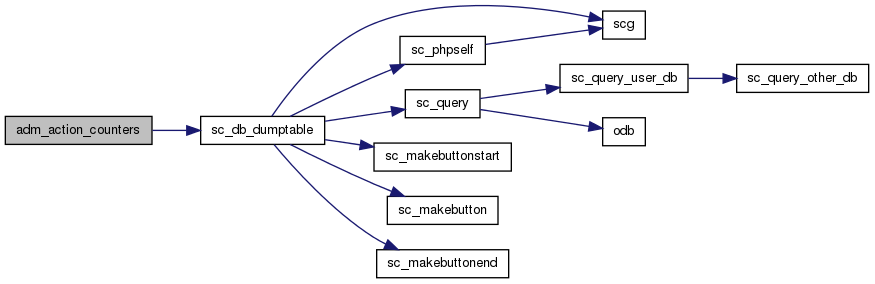 adm_action_counters
sc_db_dumptable
scg
sc_phpself
sc_query
sc_query_user_db
sc_query_other_db
odb
sc_makebuttonstart
sc_makebutton
sc_makebuttonend